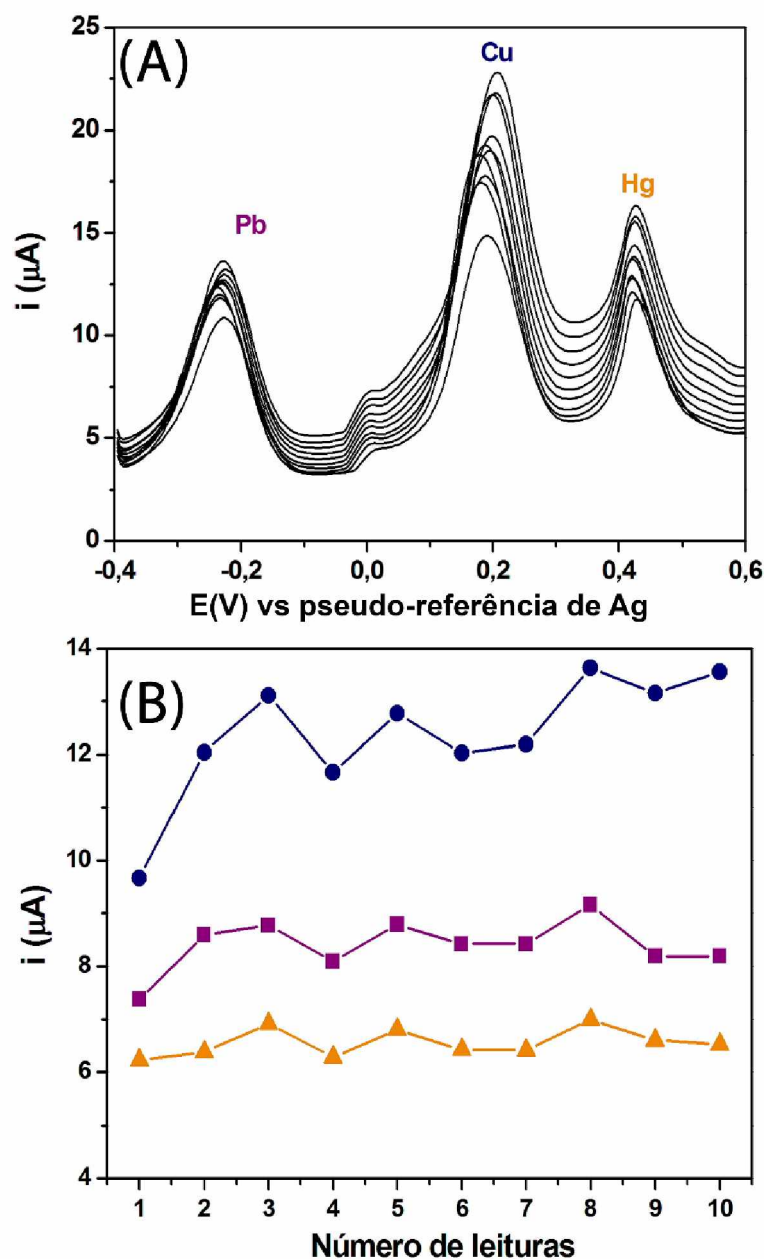 (A)
Cu
Hg
Pb
25
20
15
10
5
0
i (µA)
-0,4 -0,2 0,0 0,2 0,4 0,6
E(V) vs pseudo-referência de Ag
(B)
14
12
10
8
6
4
i (µA)
1 2 3 4 5 6 7 8 9 10
Número de leituras